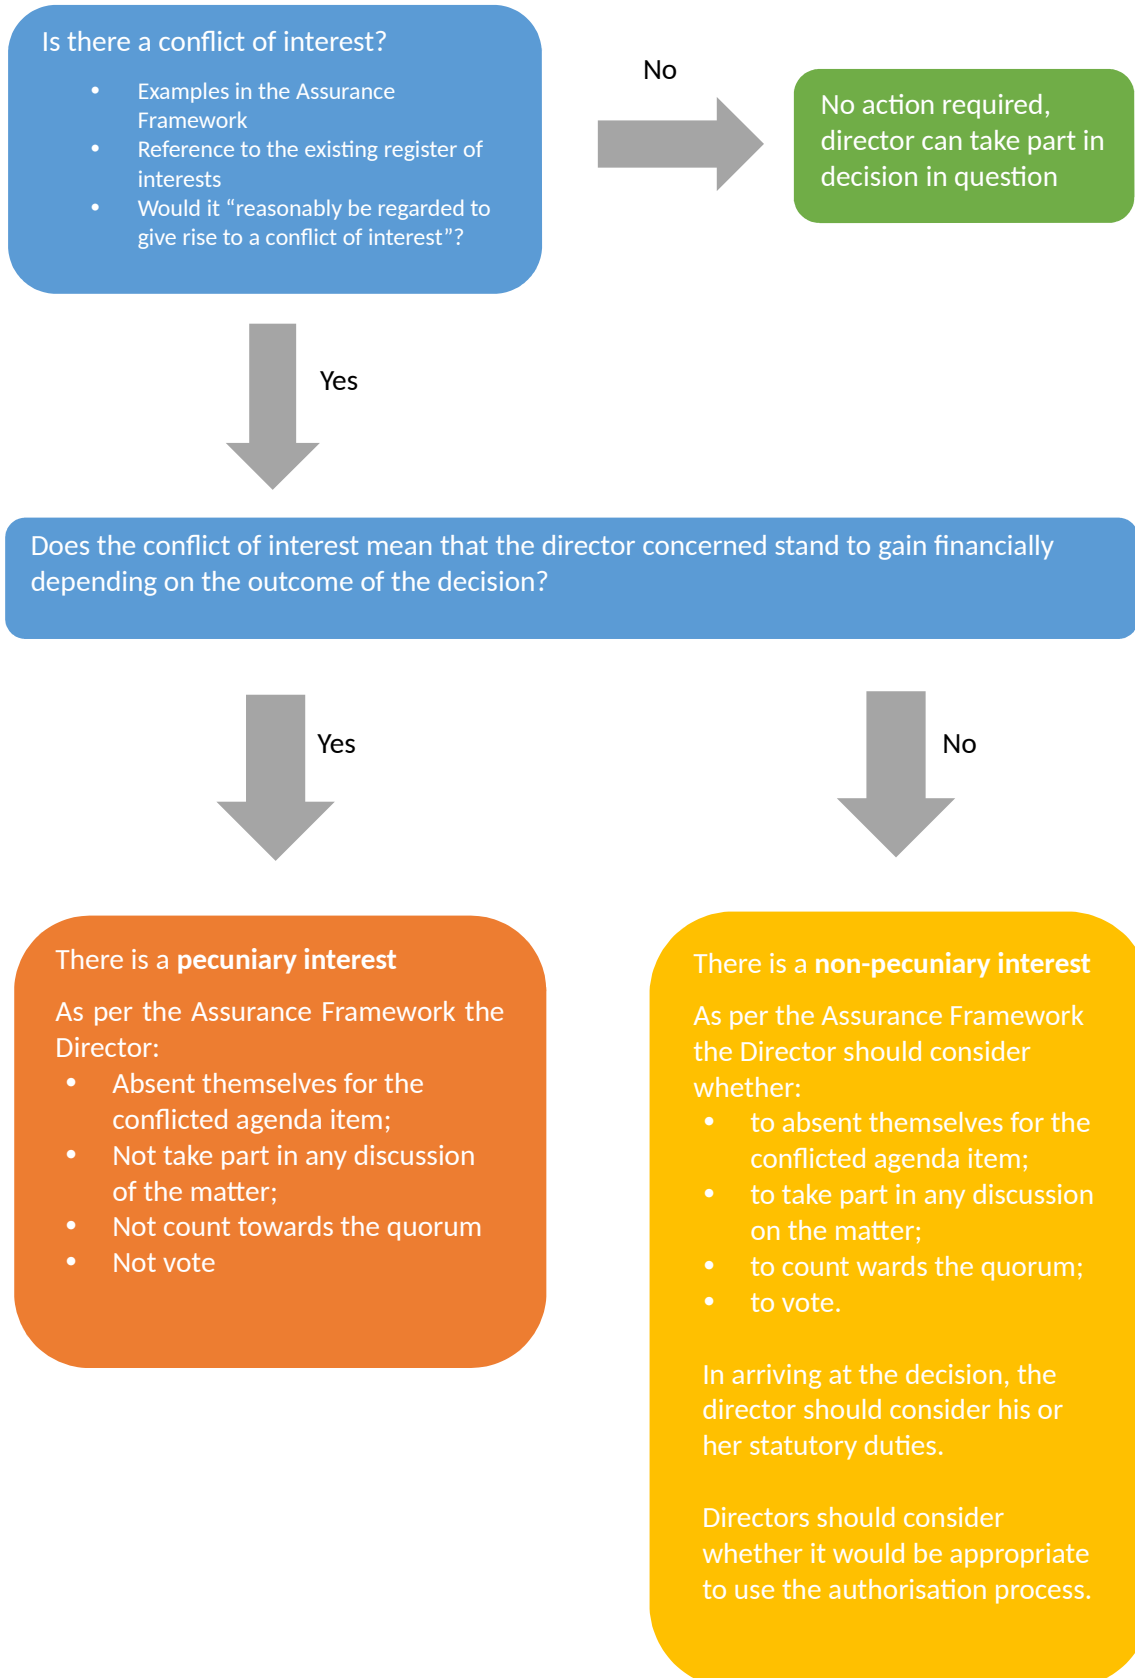 Is there a conflict of interest?
• Examples in the Assurance
Framework
• Reference to the existing register of
interests
• Would it “reasonably be regarded to
give rise to a conflict of interest”?
No
No action required,
director can take part in
decision in question
Yes
Does the conflict of interest mean that the director concerned stand to gain financially
depending on the outcome of the decision?
Yes
No
There is a pecuniary interest
As per the Assurance Framework the
Director:
• Absent themselves for the
conflicted agenda item;
• Not take part in any discussion
of the matter;
• Not count towards the quorum
• Not vote
There is a non-pecuniary interest
As per the Assurance Framework
the Director should consider
whether:
• to absent themselves for the
conflicted agenda item;
• to take part in any discussion
on the matter;
• to count wards the quorum;
• to vote.
In arriving at the decision, the
director should consider his or
her statutory duties.
Directors should consider
whether it would be appropriate
to use the authorisation process.